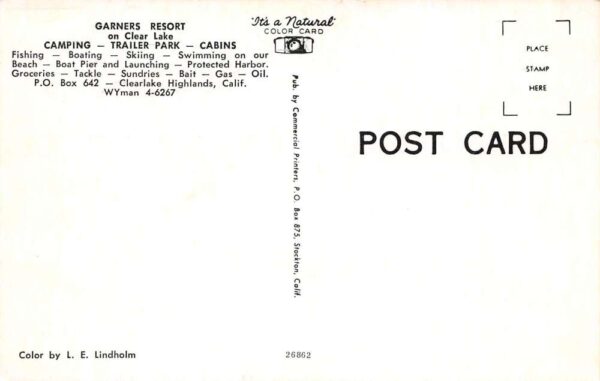 GARNERS RESORT
on Clear Lake
CAMPING — TRAILER PARK — CABINS
Fishing — Boating — Skiing — Swimming on our
Beach — Boat Pier and Launching — Protected Harbor.
Groceries — Tackle — Sundries — Bait — Gas — Oil.
P.O. Box 642 — Clearlake Highlands, Calif.
WYman 4-6267
"It's a Natural"
COLOR CARD
Pub. by Commercial Printers, P.O. Box 875, Stockton, Calif.
PLACE
STAMP
HERE
POST CARD
Color by L. E. Lindholm
26862